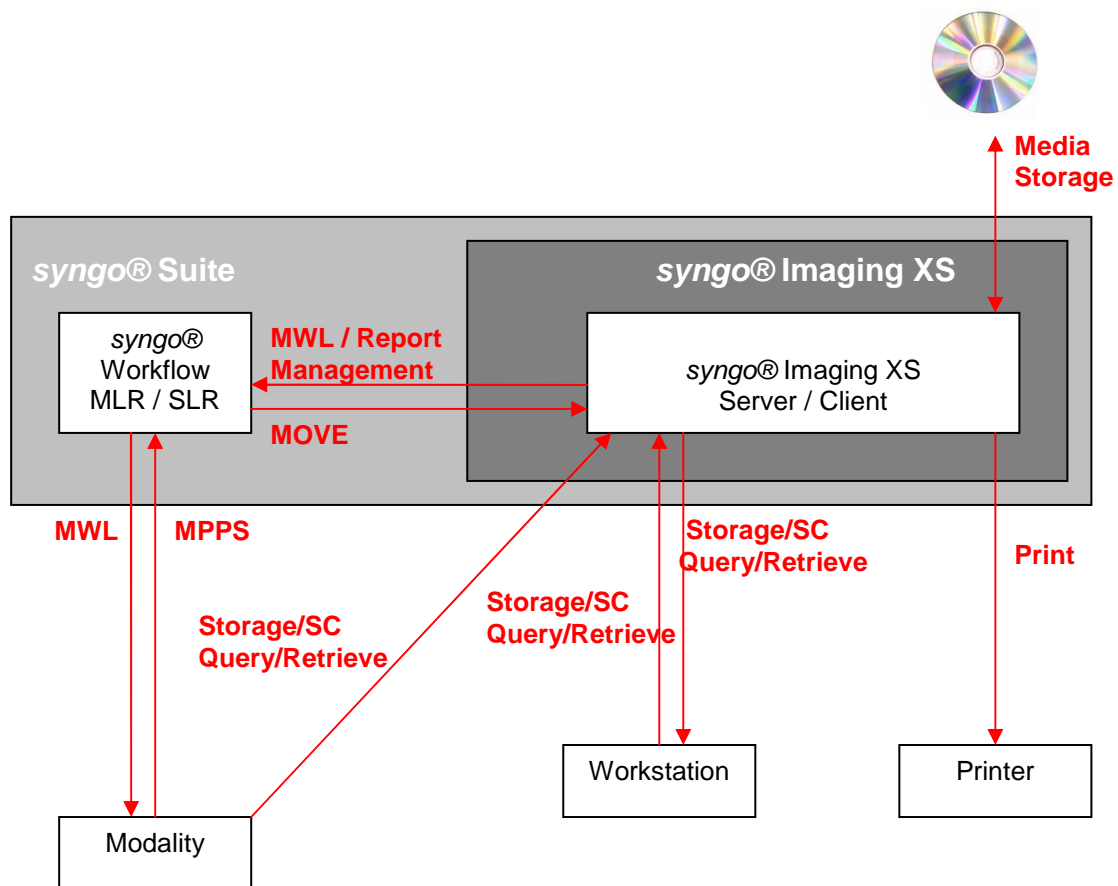 Media
Storage
syngo® Suite
syngo® Imaging XS
syngo®
Workflow
MLR / SLR
MWL / Report
Management
MOVE
syngo® Imaging XS
Server / Client
MWL
MPPS
Storage/SC
Query/Retrieve
Storage/SC
Query/Retrieve
Storage/SC
Query/Retrieve
Print
Workstation
Printer
Modality